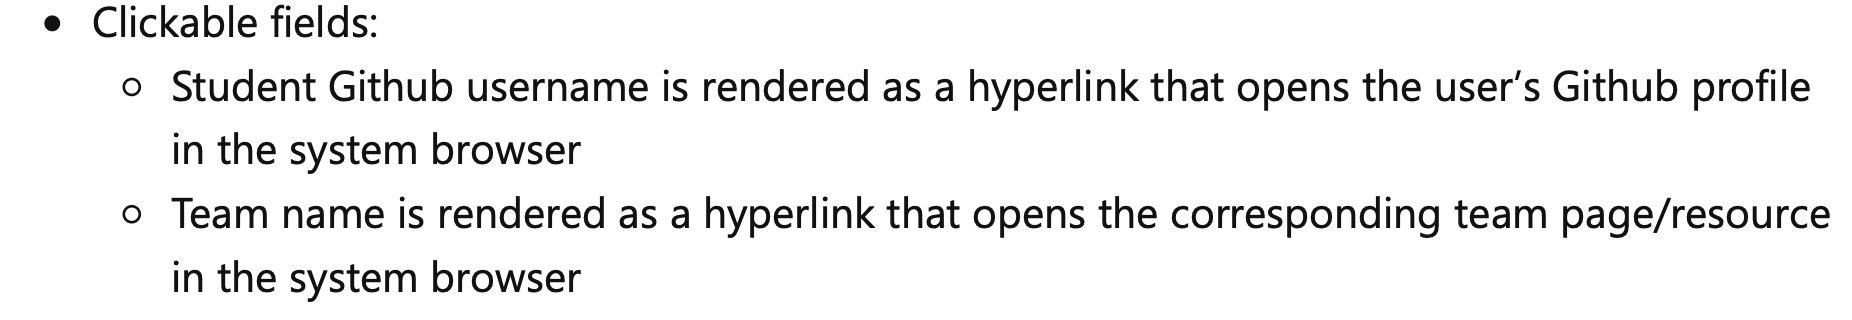 • Clickable fields:
○ Student Github username is rendered as a hyperlink that opens the user’s Github profile
in the system browser
○ Team name is rendered as a hyperlink that opens the corresponding team page/resource
in the system browser